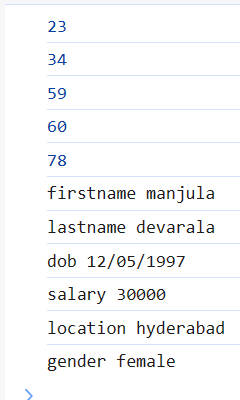 23
34
59
60
78
firstname manjula
lastname devarala
dob 12/05/1997
salary 30000
location hyderabad
gender female